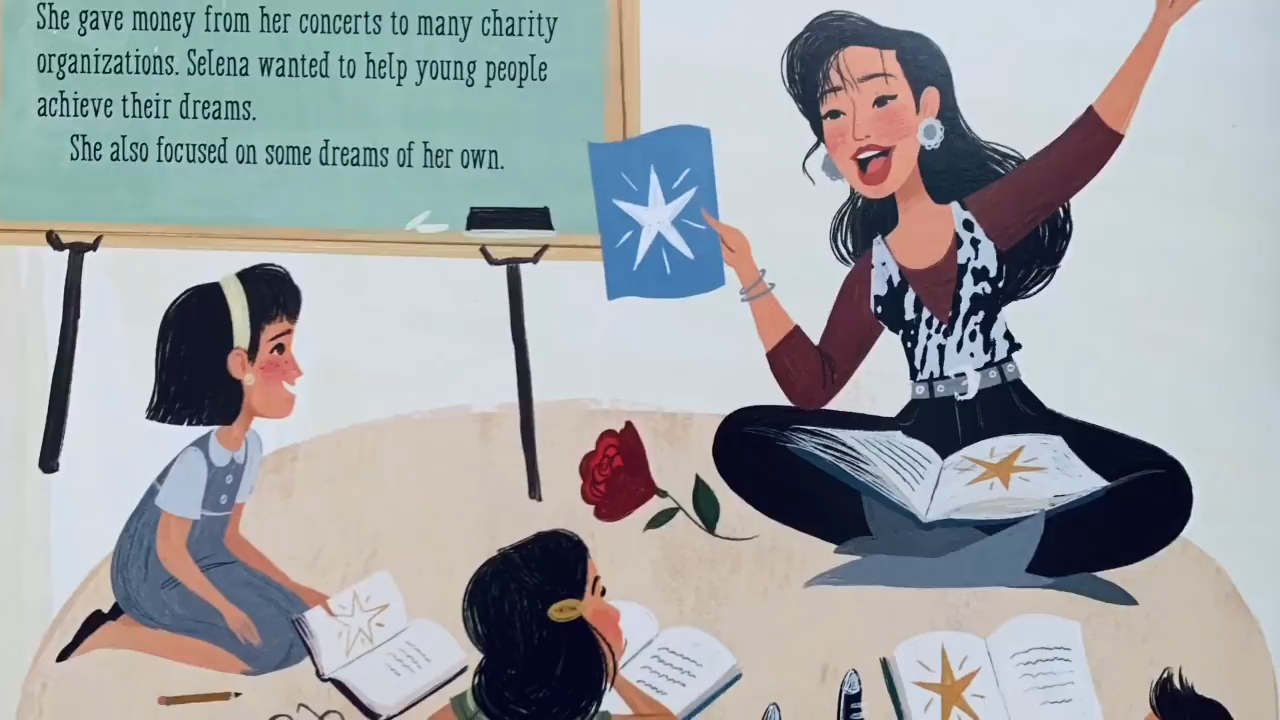 She gave money from her concerts to many charity
organizations. Selena wanted to help young people
achieve their dreams.
She also focused on some dreams of her own.